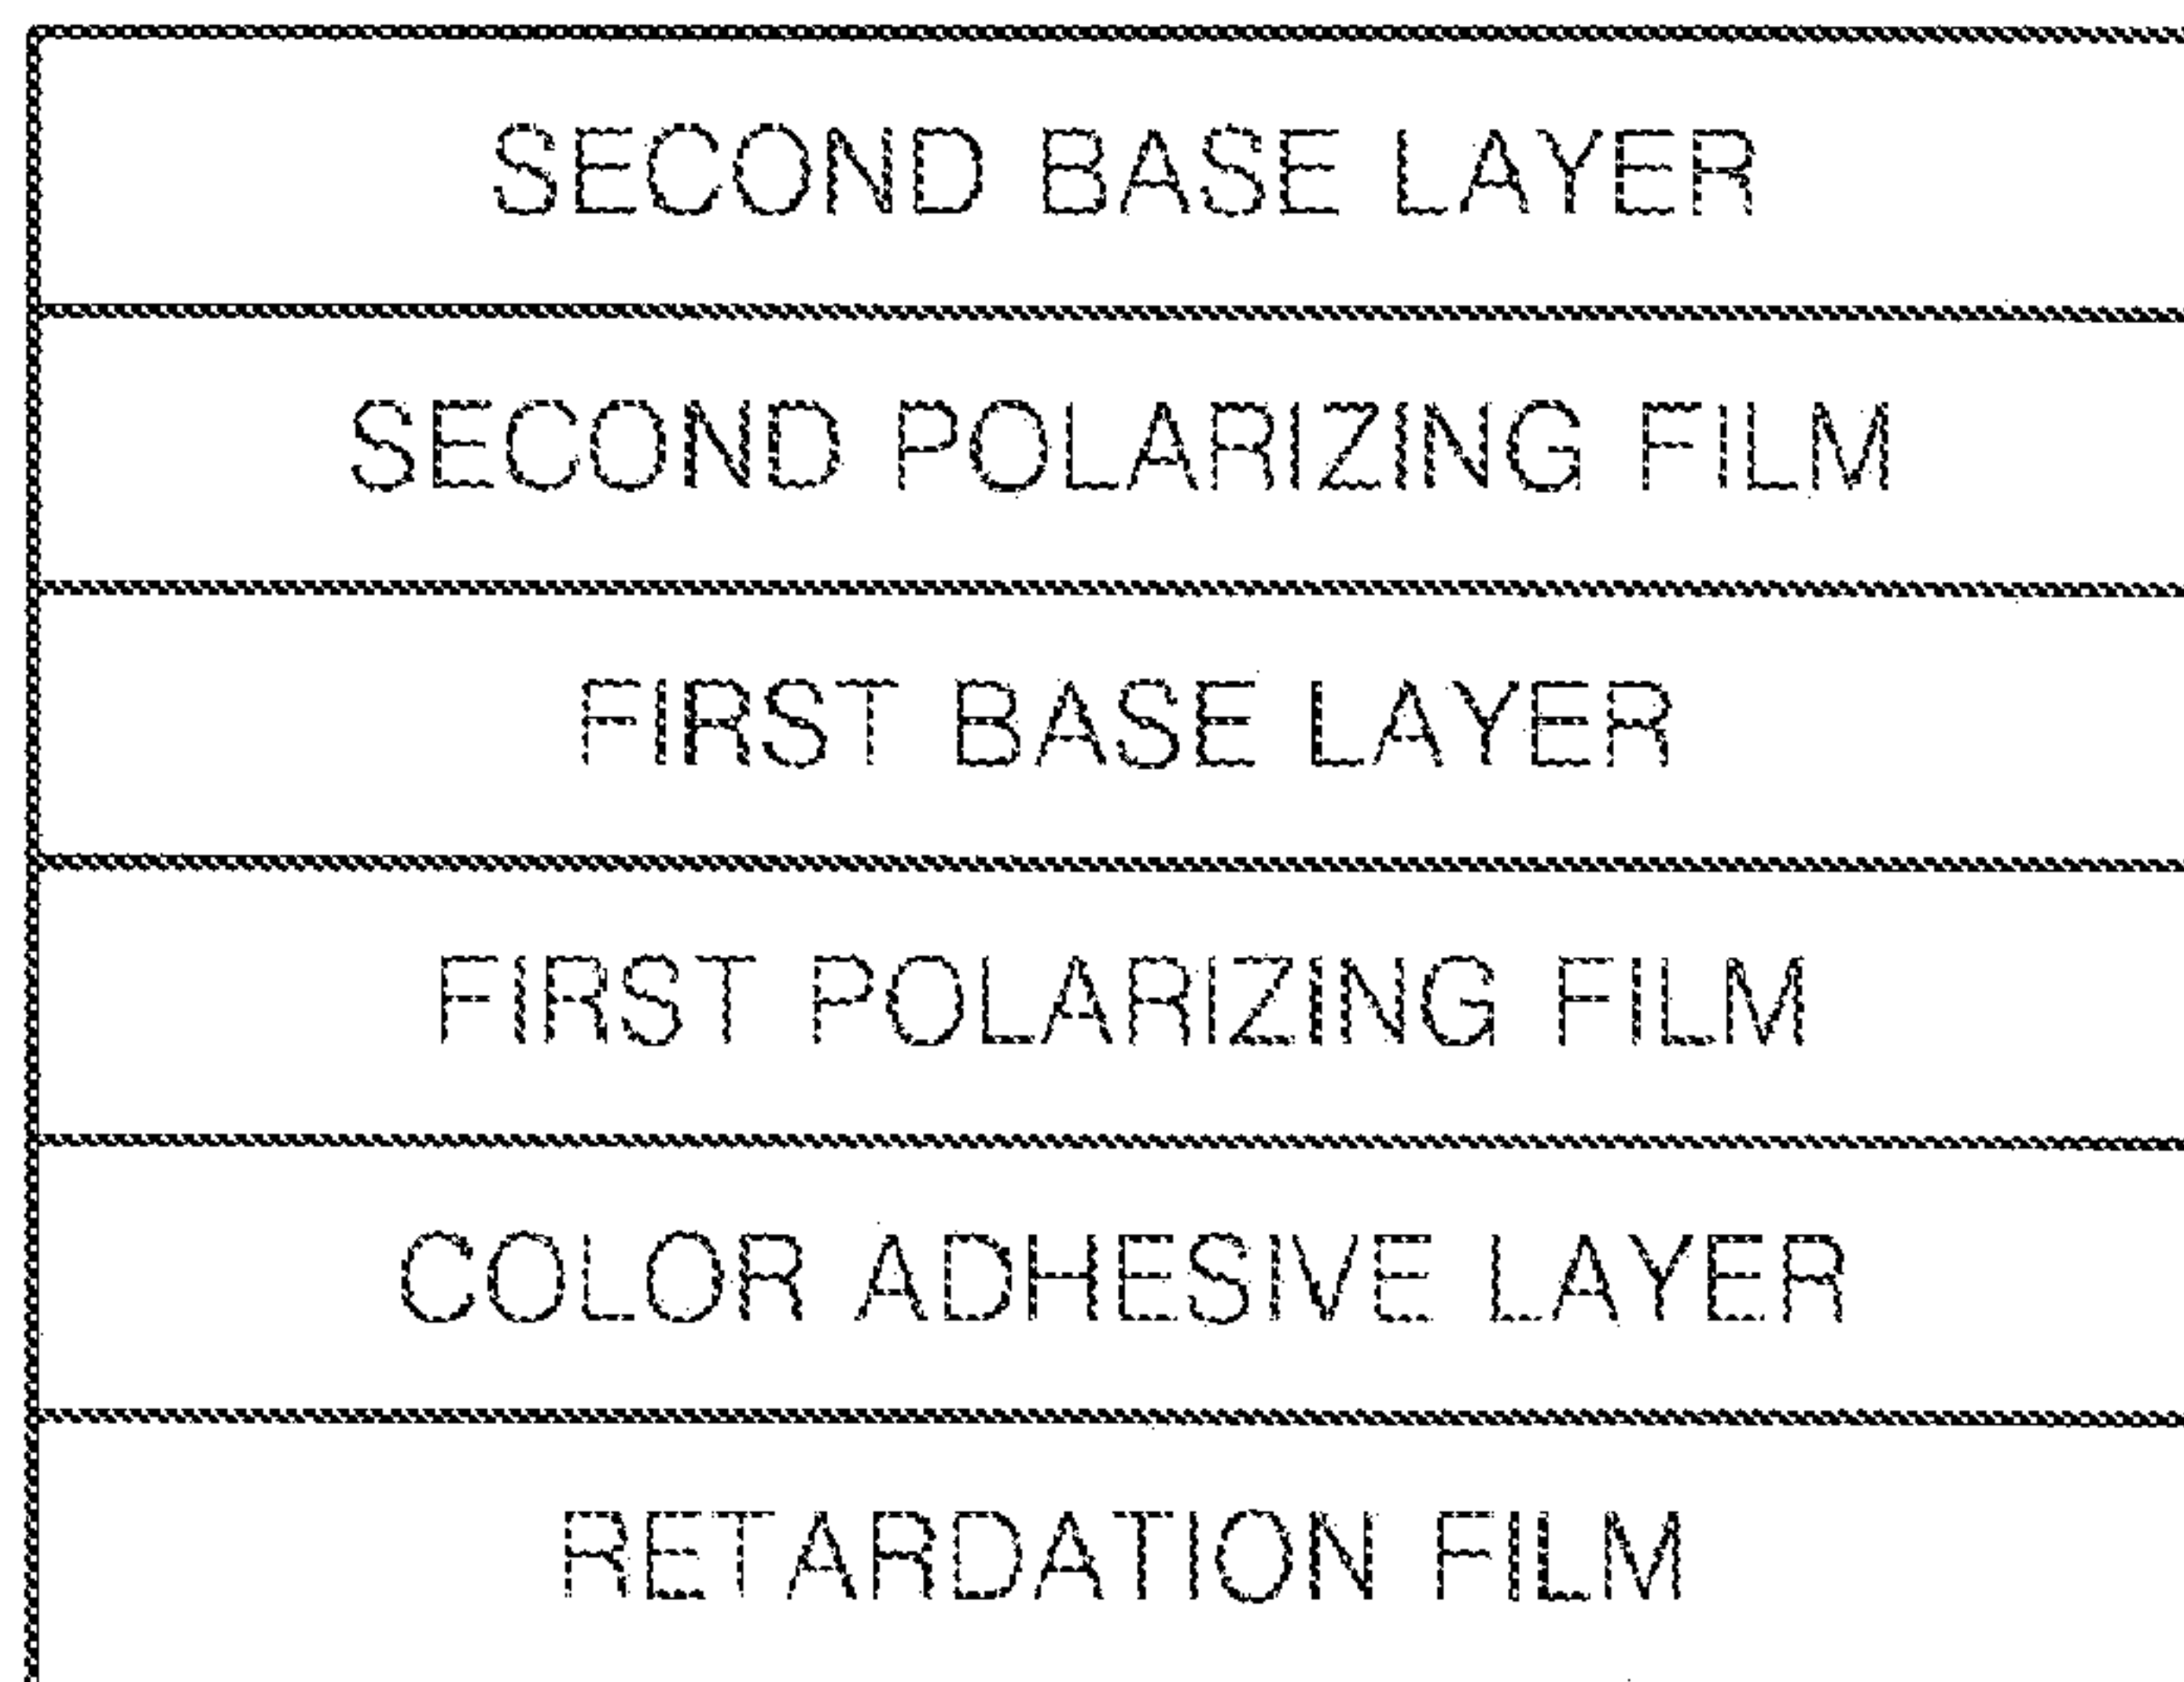 SECOND BASE LAYER
SECOND POLARIZING FILM
FIRST BASE LAYER
FIRST POLARIZING FILM
COLOR ADHESIVE LAYER
RETARDATION FILM